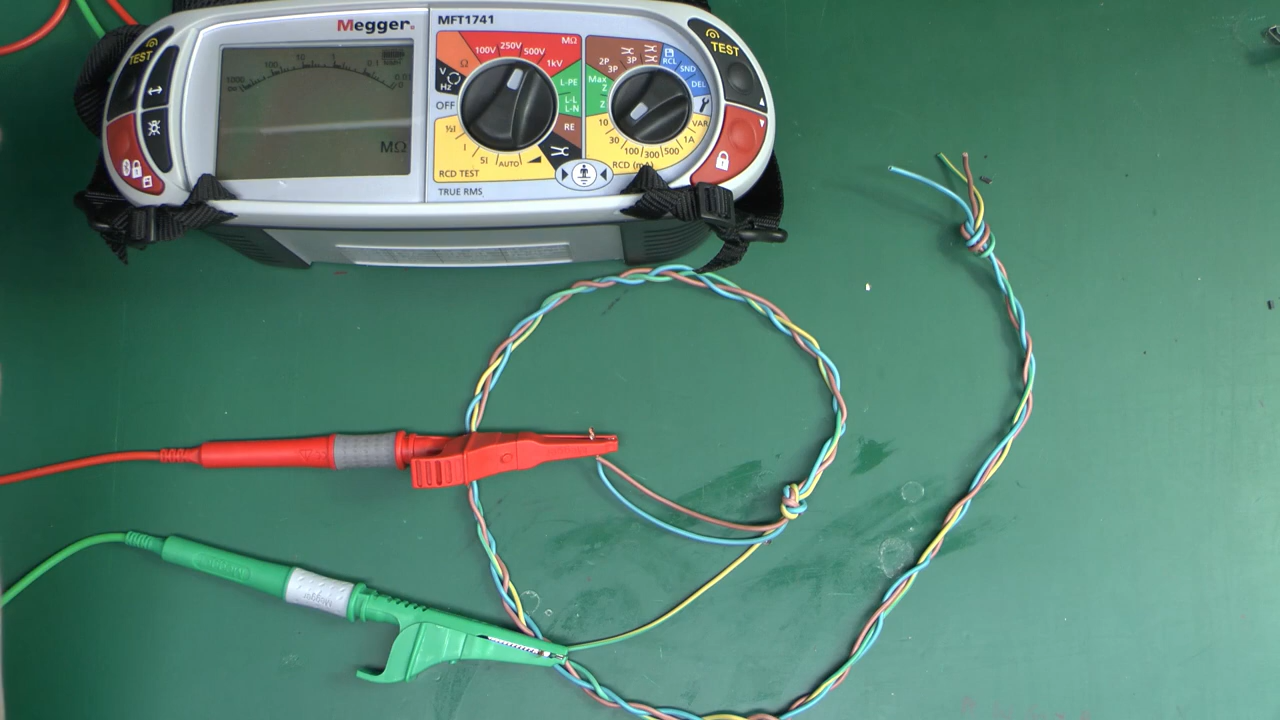 Megger.
MFT1741
TEST
1000
100
10
1
0.1
0.01
MΩ
MΩ
100V
250V
500V
1kV
Ω
V
Hz
OFF
L-PE
L-L
L-N
RE
½I
I
5I
AUTO
RCD TEST
TRUE RMS
2P
3P
3P
RCL
SND
DEL
Max
Z
Z
VAR
10
30
100
300
500
1A
RCD (mA)
TEST
Megger